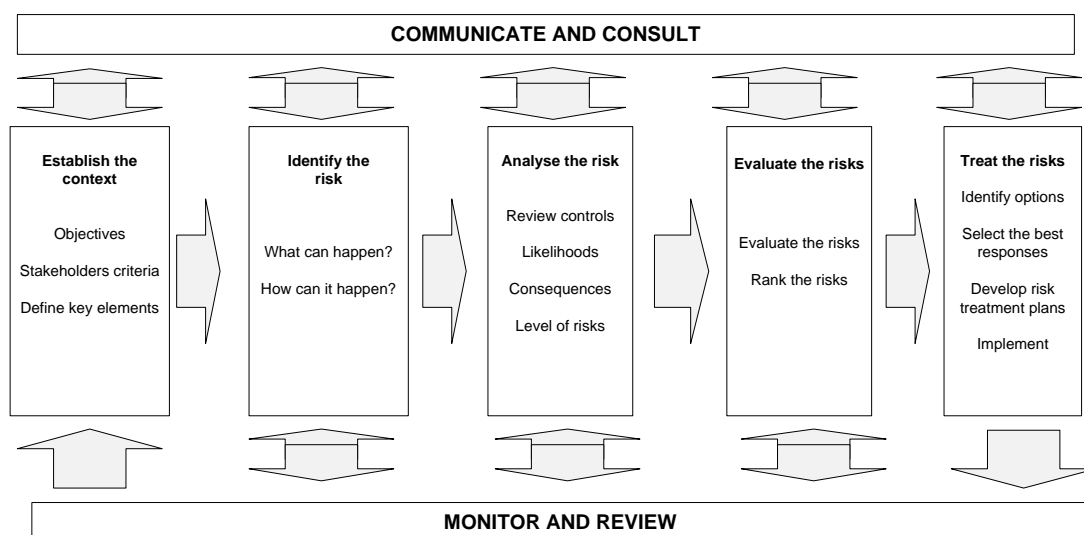 COMMUNICATE AND CONSULT
Establish the
context
Objectives
Stakeholders criteria
Define key elements
Identify the
risk
What can happen?
How can it happen?
Analyse the risk
Review controls
Likelihoods
Consequences
Level of risks
Evaluate the risks
Evaluate the risks
Rank the risks
Treat the risks
Identify options
Select the best
responses
Develop risk
treatment plans
Implement
MONITOR AND REVIEW